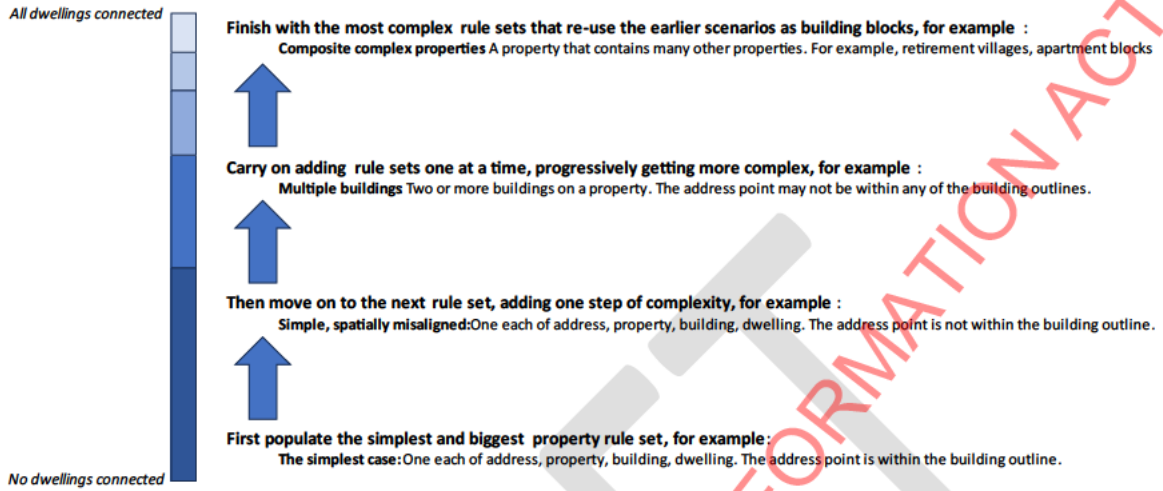 All dwellings connected
Finish with the most complex rule sets that re-use the earlier scenarios as building blocks, for example :
Composite complex properties A property that contains many other properties. For example, retirement villages, apartment blocks
Carry on adding rule sets one at a time, progressively getting more complex, for example :
Multiple buildings Two or more buildings on a property. The address point may not be within any of the building outlines.
Then move on to the next rule set, adding one step of complexity, for example :
Simple, spatially misaligned:One each of address, property, building, dwelling. The address point is not within the building outline.
First populate the simplest and biggest property rule set, for example:
The simplest case:One each of address, property, building, dwelling. The address point is within the building outline.
No dwellings connected
FORMATION ACT
FT